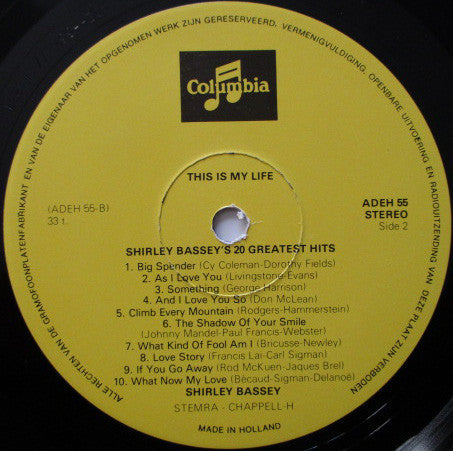 ALLE RECHTEN VAN DE GRAMOFOONPLATENFABRIKANT EN VAN DE EIGENAAR VAN HET OPGENOMEN WERK ZIJN GERESERVEERD. VERMENIGVULDIGING, OPENBARE UITVOERING EN RADIOUITZENDING VAN DEZE PLAAT ZIJN VERBODEN
Columbia
THIS IS MY LIFE
(ADEH 55-B)
33 t.
ADEH 55
STEREO
Side 2
SHIRLEY BASSEY'S 20 GREATEST HITS
1. Big Spender (Cy Coleman-Dorothy Fields)
2. As I Love You (Livingstone-Evans)
3. Something (George Harrison)
4. And I Love You So (Don McLean)
5. Climb Every Mountain (Rodgers-Hammerstein)
6. The Shadow Of Your Smile
(Johnny Mandel-Paul Francis-Webster)
7. What Kind Of Fool Am I (Bricusse-Newley)
8. Love Story (Francis Lai-Carl Sigman)
9. If You Go Away (Rod McKuen-Jaques Brel)
10. What Now My Love (Bécaud-Sigman-Delanoë)
SHIRLEY BASSEY
STEMRA - CHAPPELL-H
MADE IN HOLLAND